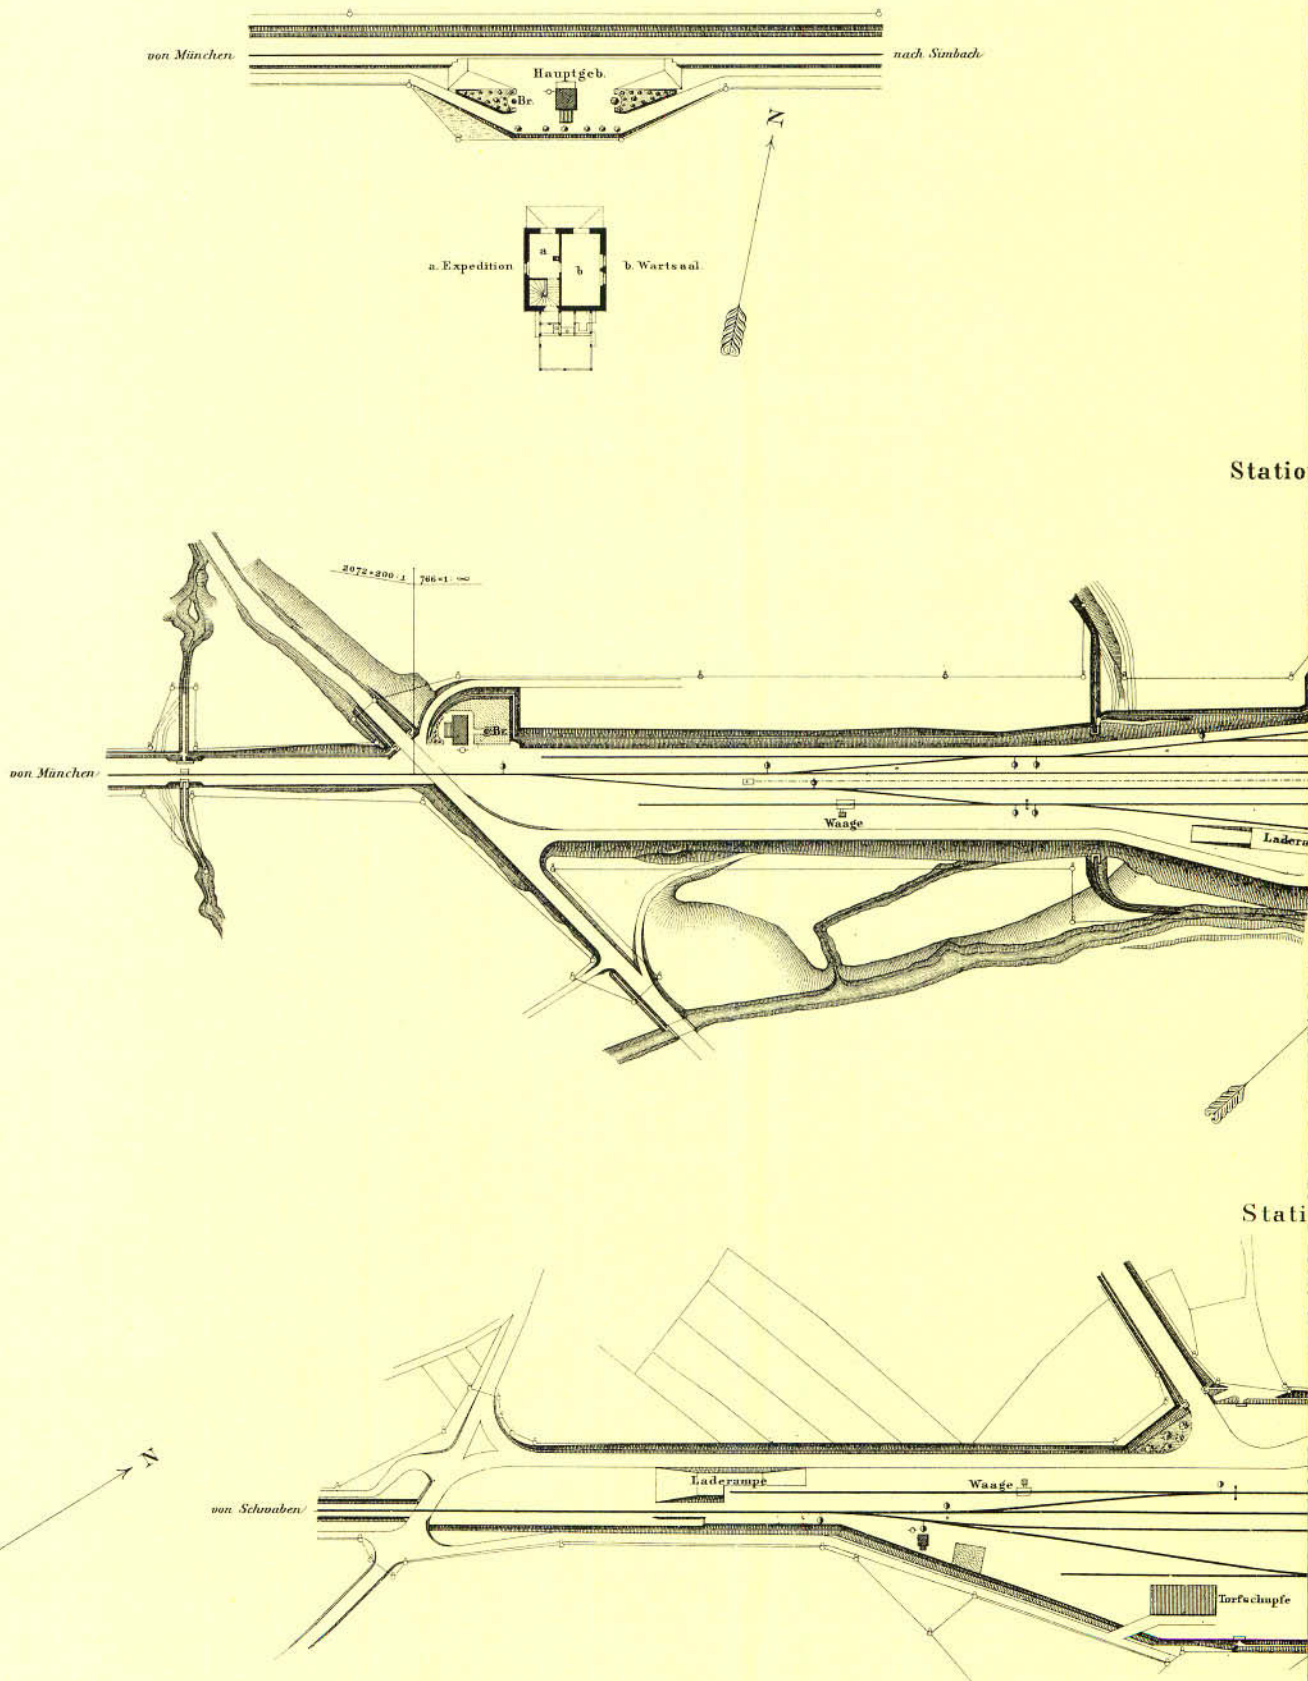 von München
nach Simbach
Hauptgeb.
Br.
N
a. Expedition
a
b
b. Wartsaal.
Statio
2072+200:1
766+1:
Br.
von München
Waage
Ladera
Stati
N
Laderampe
Waage
von Schwaben
Torfschupfe